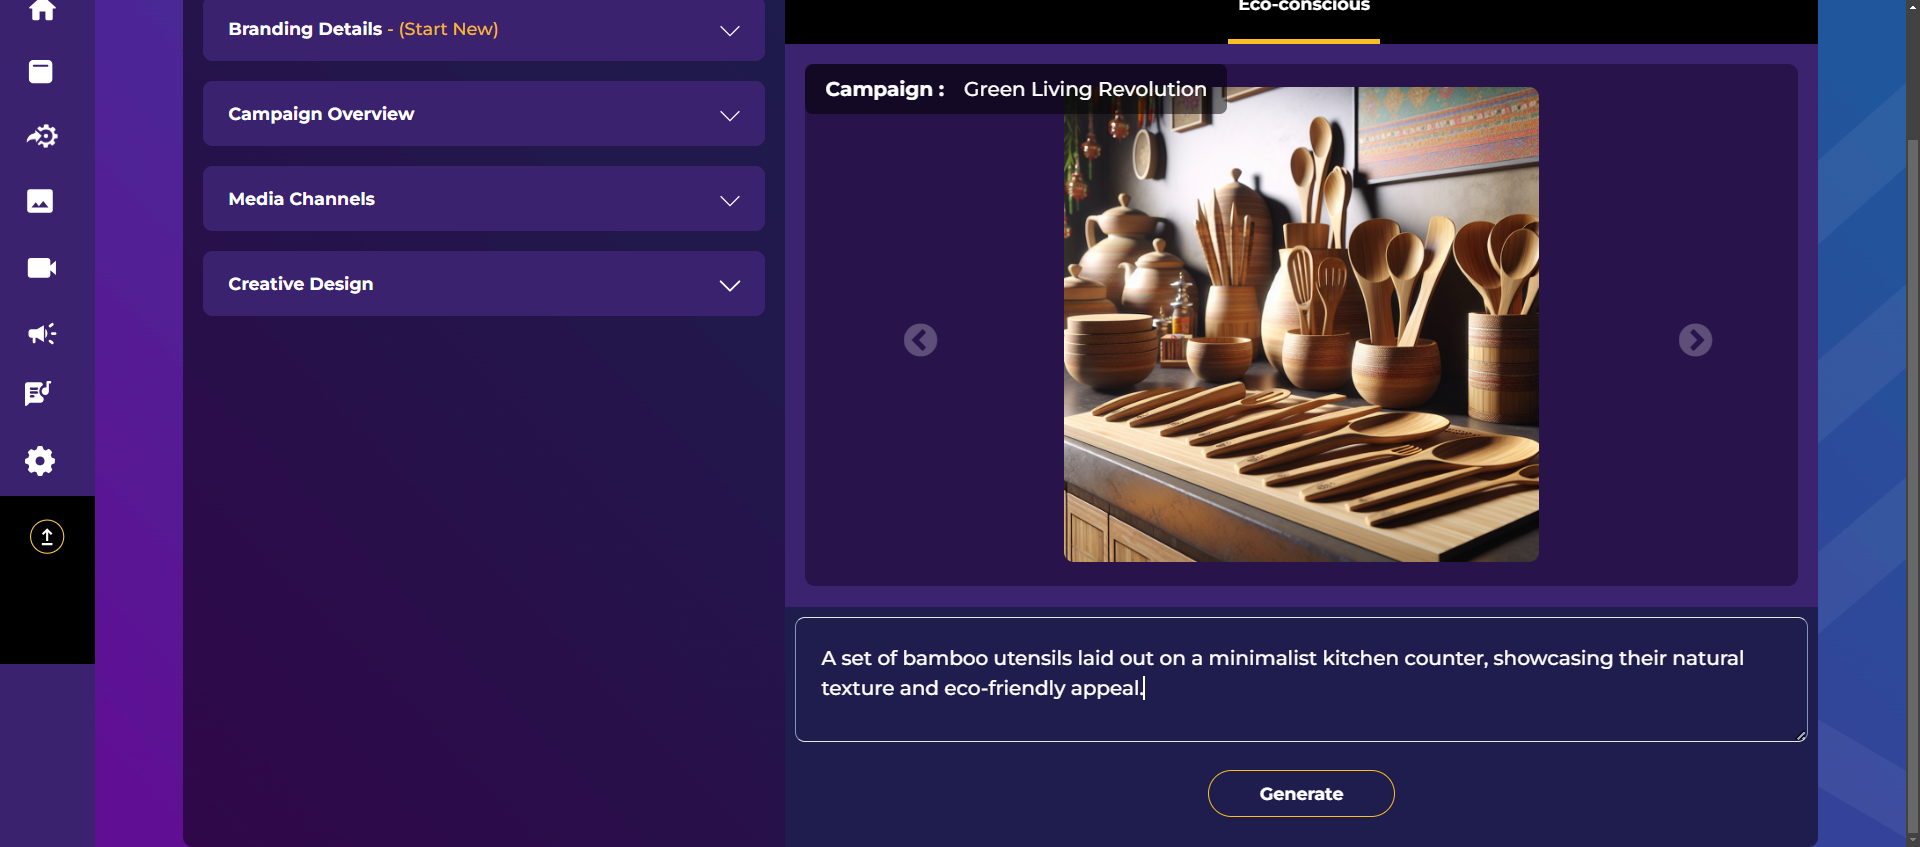 Branding Details - (Start New)
Campaign Overview
Media Channels
Creative Design
Eco-conscious
Campaign : Green Living Revolution
A set of bamboo utensils laid out on a minimalist kitchen counter, showcasing their natural
texture and eco-friendly appeal.
Generate